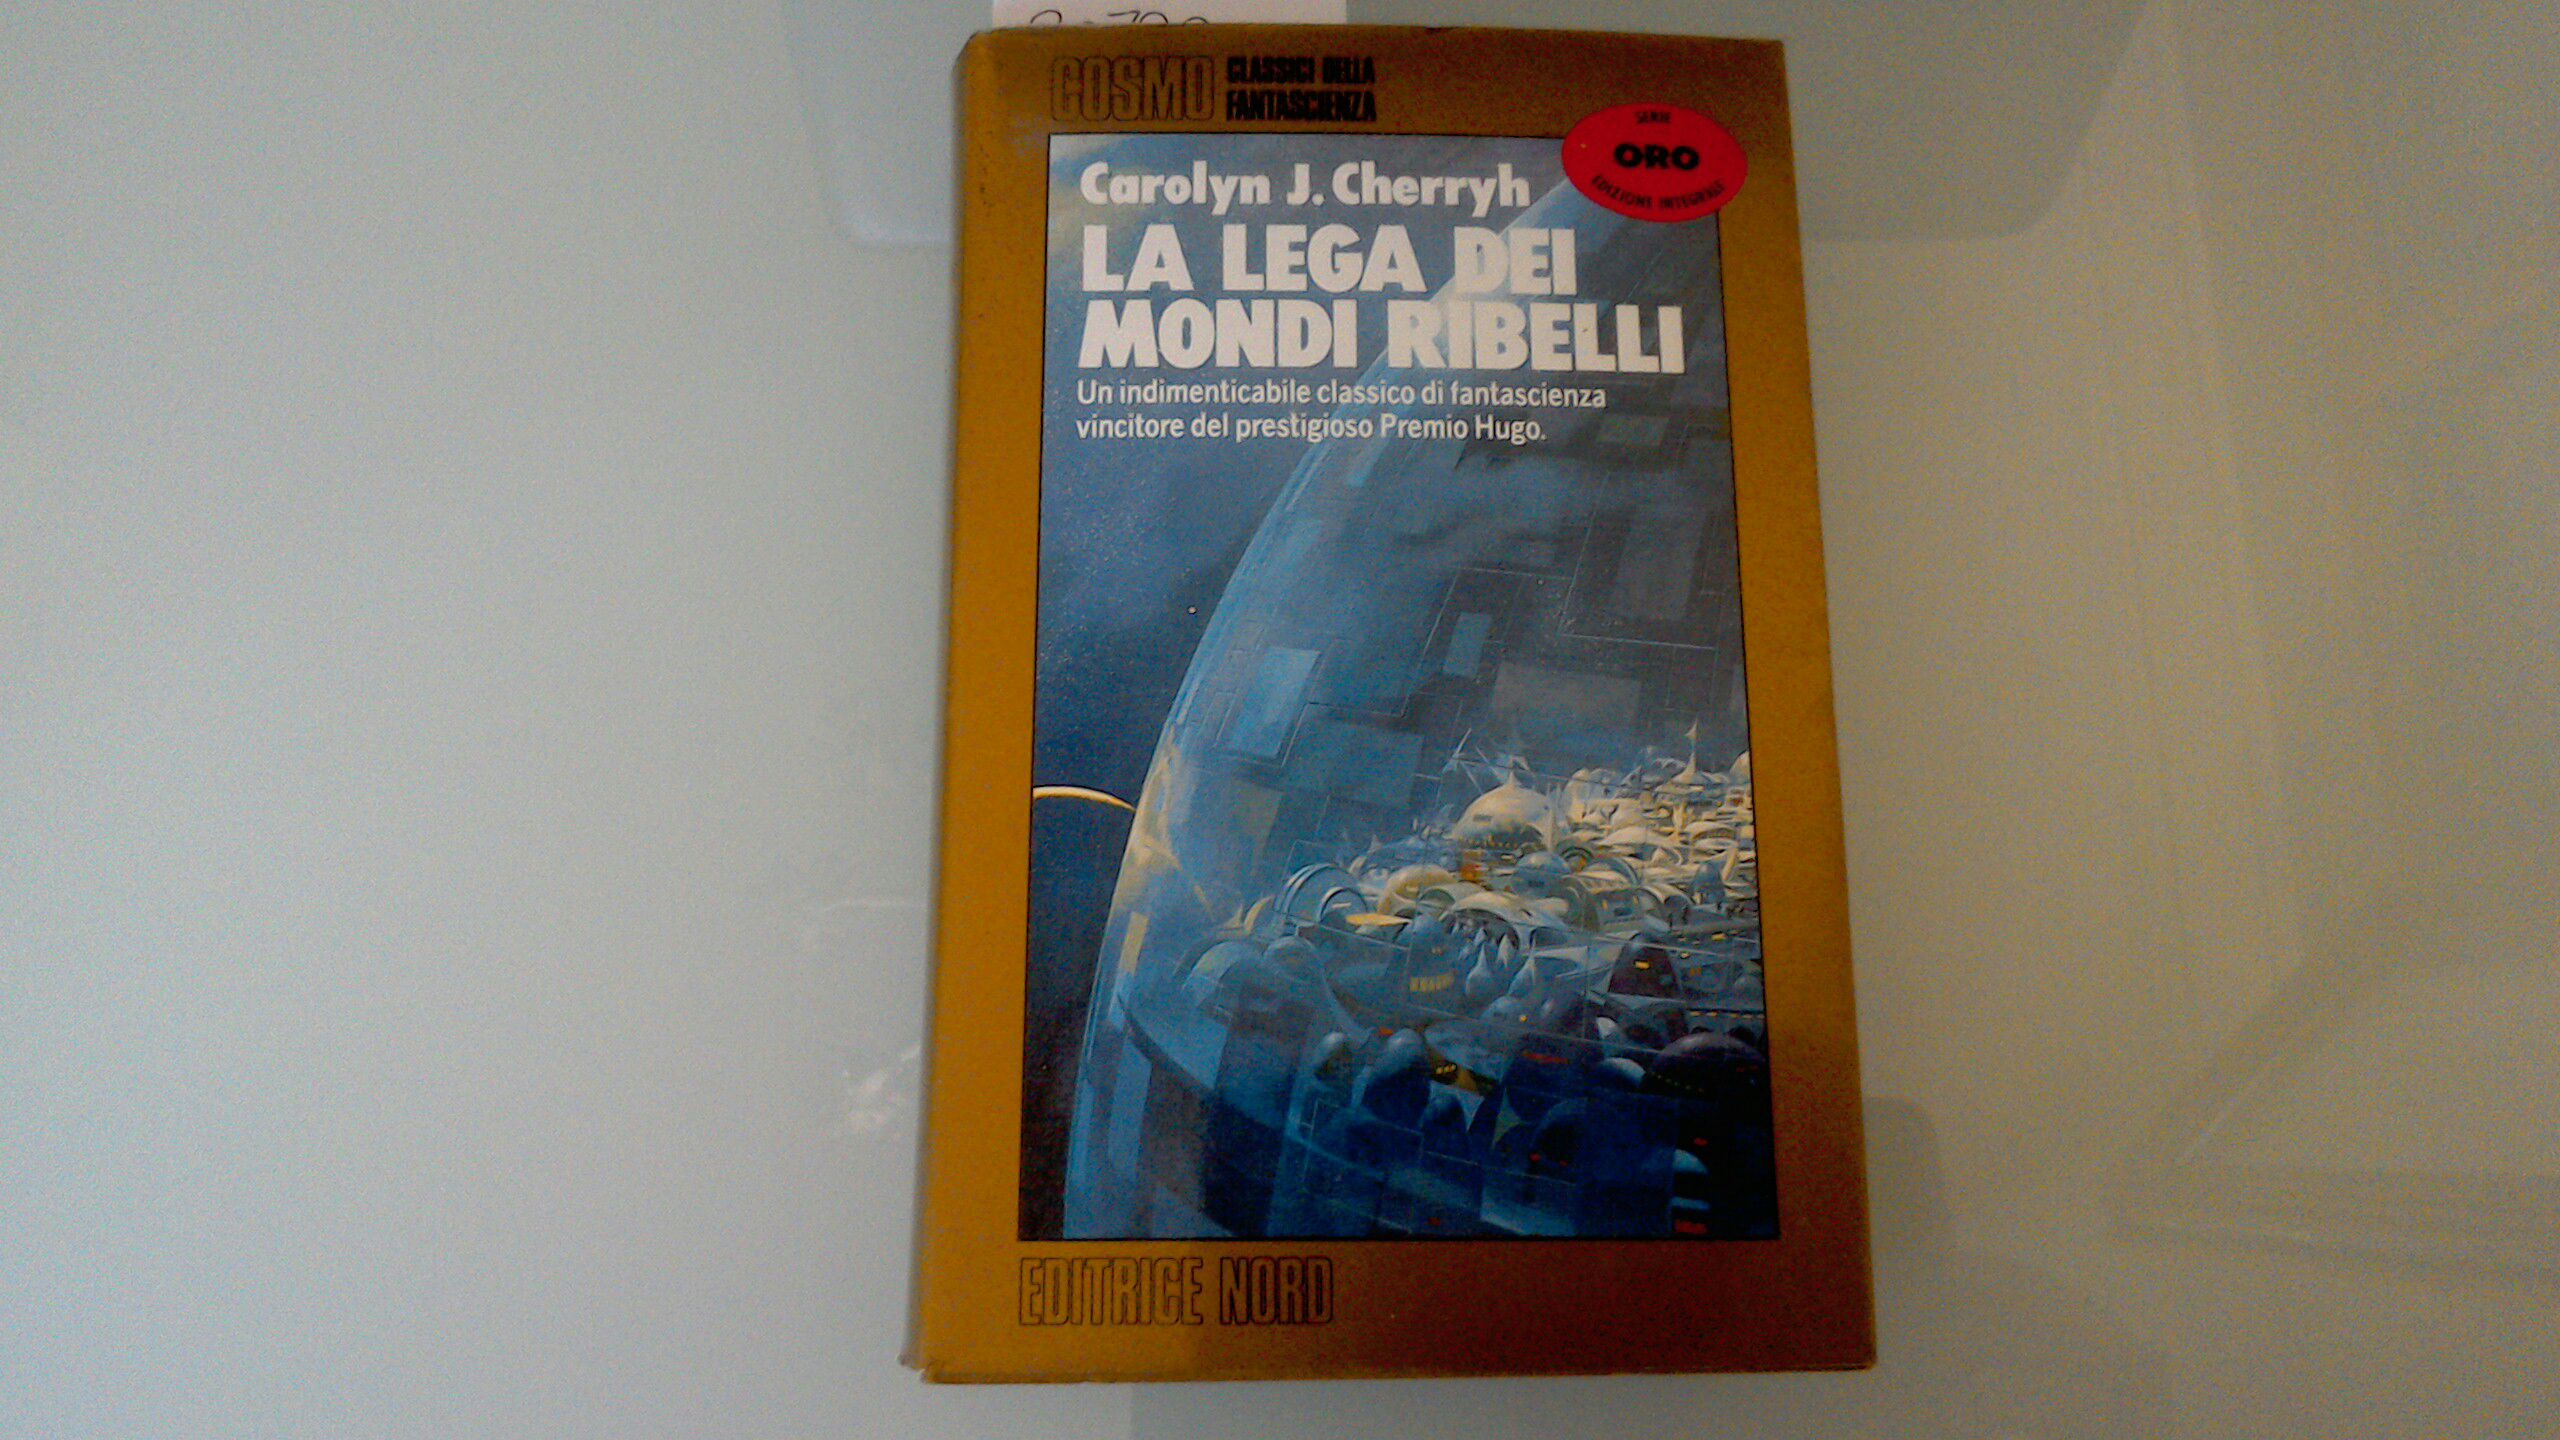 COSMO CLASSICI DELLA
FANTASCIENZA
SERIE
ORO
EDIZIONE INTEGRALE
Carolyn J. Cherryh
LA LEGA DEI
MONDI RIBELLI
Un indimenticabile classico di fantascienza
vincitore del prestigioso Premio Hugo.
EDITRICE NORD